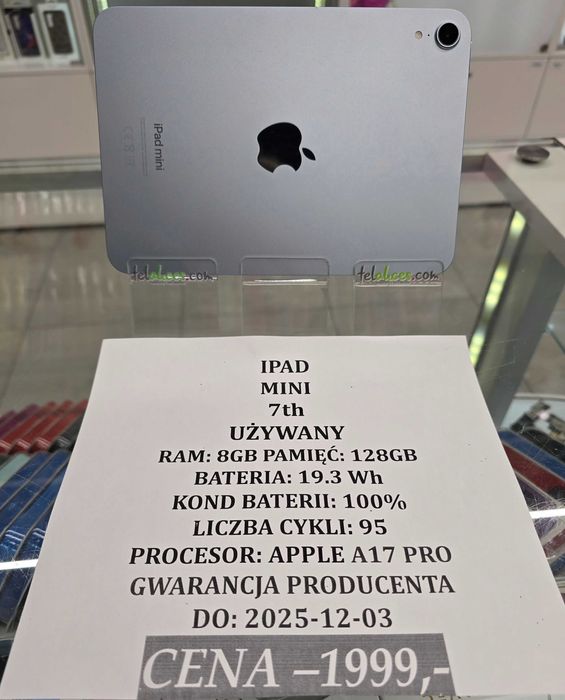 iPad mini
telakces.com
telakces.com
IPAD
MINI
7th
UŻYWANY
RAM: 8GB PAMIĘĆ: 128GB
BATERIA: 19.3 Wh
KOND BATERII: 100%
LICZBA CYKLI: 95
PROCESOR: APPLE A17 PRO
GWARANCJA PRODUCENTA
DO: 2025-12-03
CENA –1999,-